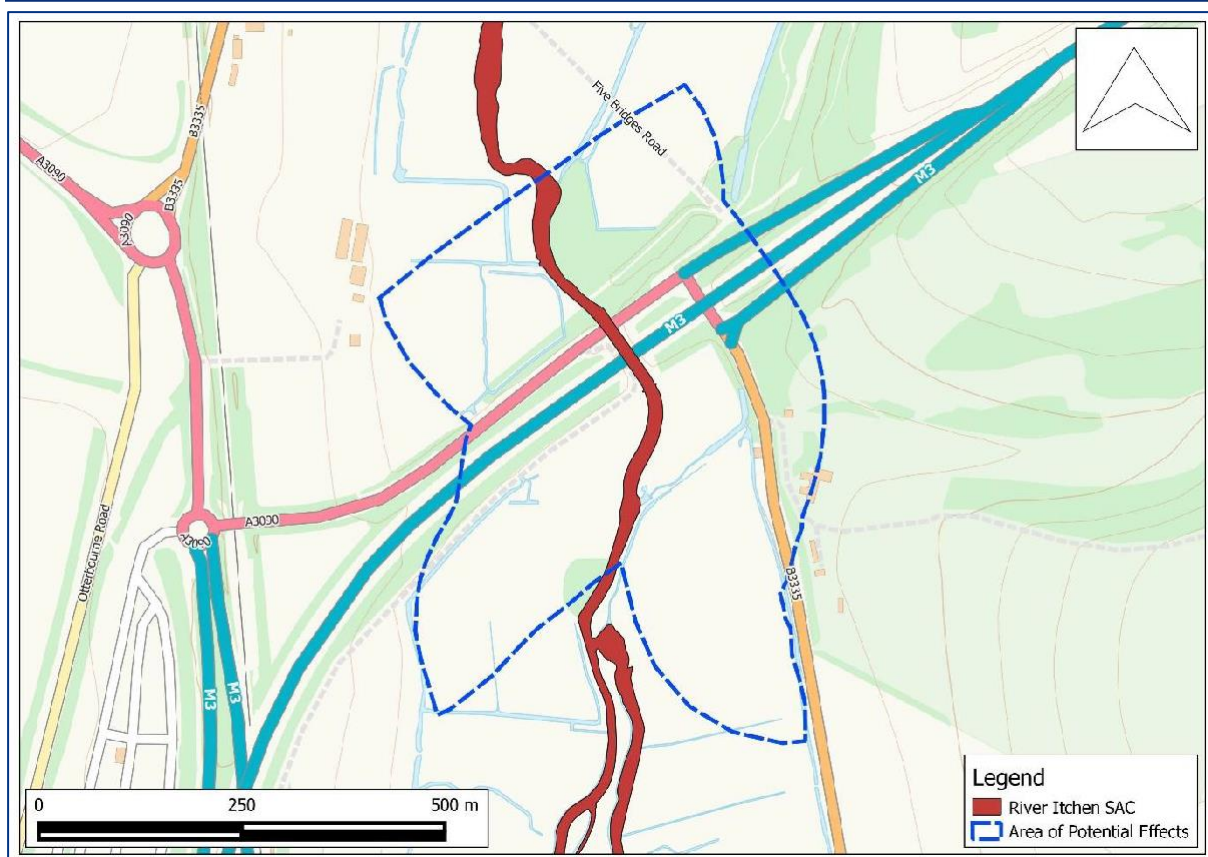 B3335
A3090
B3335
A3090
Five Bridges Road
M3
M3
A3090
A3090
Otterbourne Road
B3335
M3
M3
0 250 500 m
Legend
River Itchen SAC
Area of Potential Effects